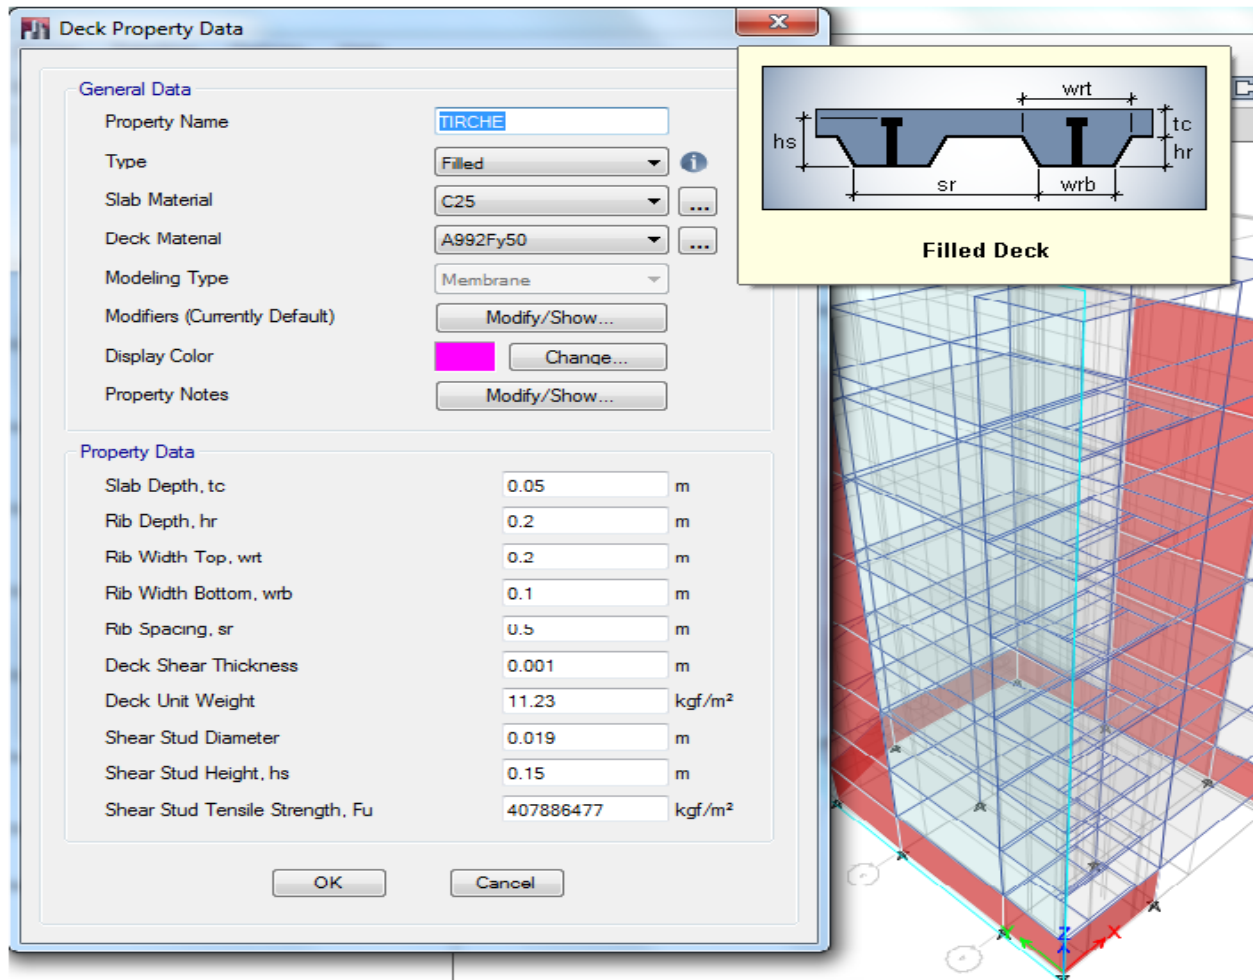 Deck Property Data
General Data
Property Name TIRCHE
Type Filled
Slab Material C25 ...
Deck Material A992Fy50 ...
Modeling Type Membrane
Modifiers (Currently Default) Modify/Show...
Display Color Change...
Property Notes Modify/Show...
Property Data
Slab Depth, tc 0.05 m
Rib Depth, hr 0.2 m
Rib Width Top, wrt 0.2 m
Rib Width Bottom, wrb 0.1 m
Rib Spacing, sr 0.5 m
Deck Shear Thickness 0.001 m
Deck Unit Weight 11.23 kgf/m²
Shear Stud Diameter 0.019 m
Shear Stud Height, hs 0.15 m
Shear Stud Tensile Strength, Fu 407886477 kgf/m²
OK Cancel
wrt
hs tc
hr
sr wrb
Filled Deck
Z
X